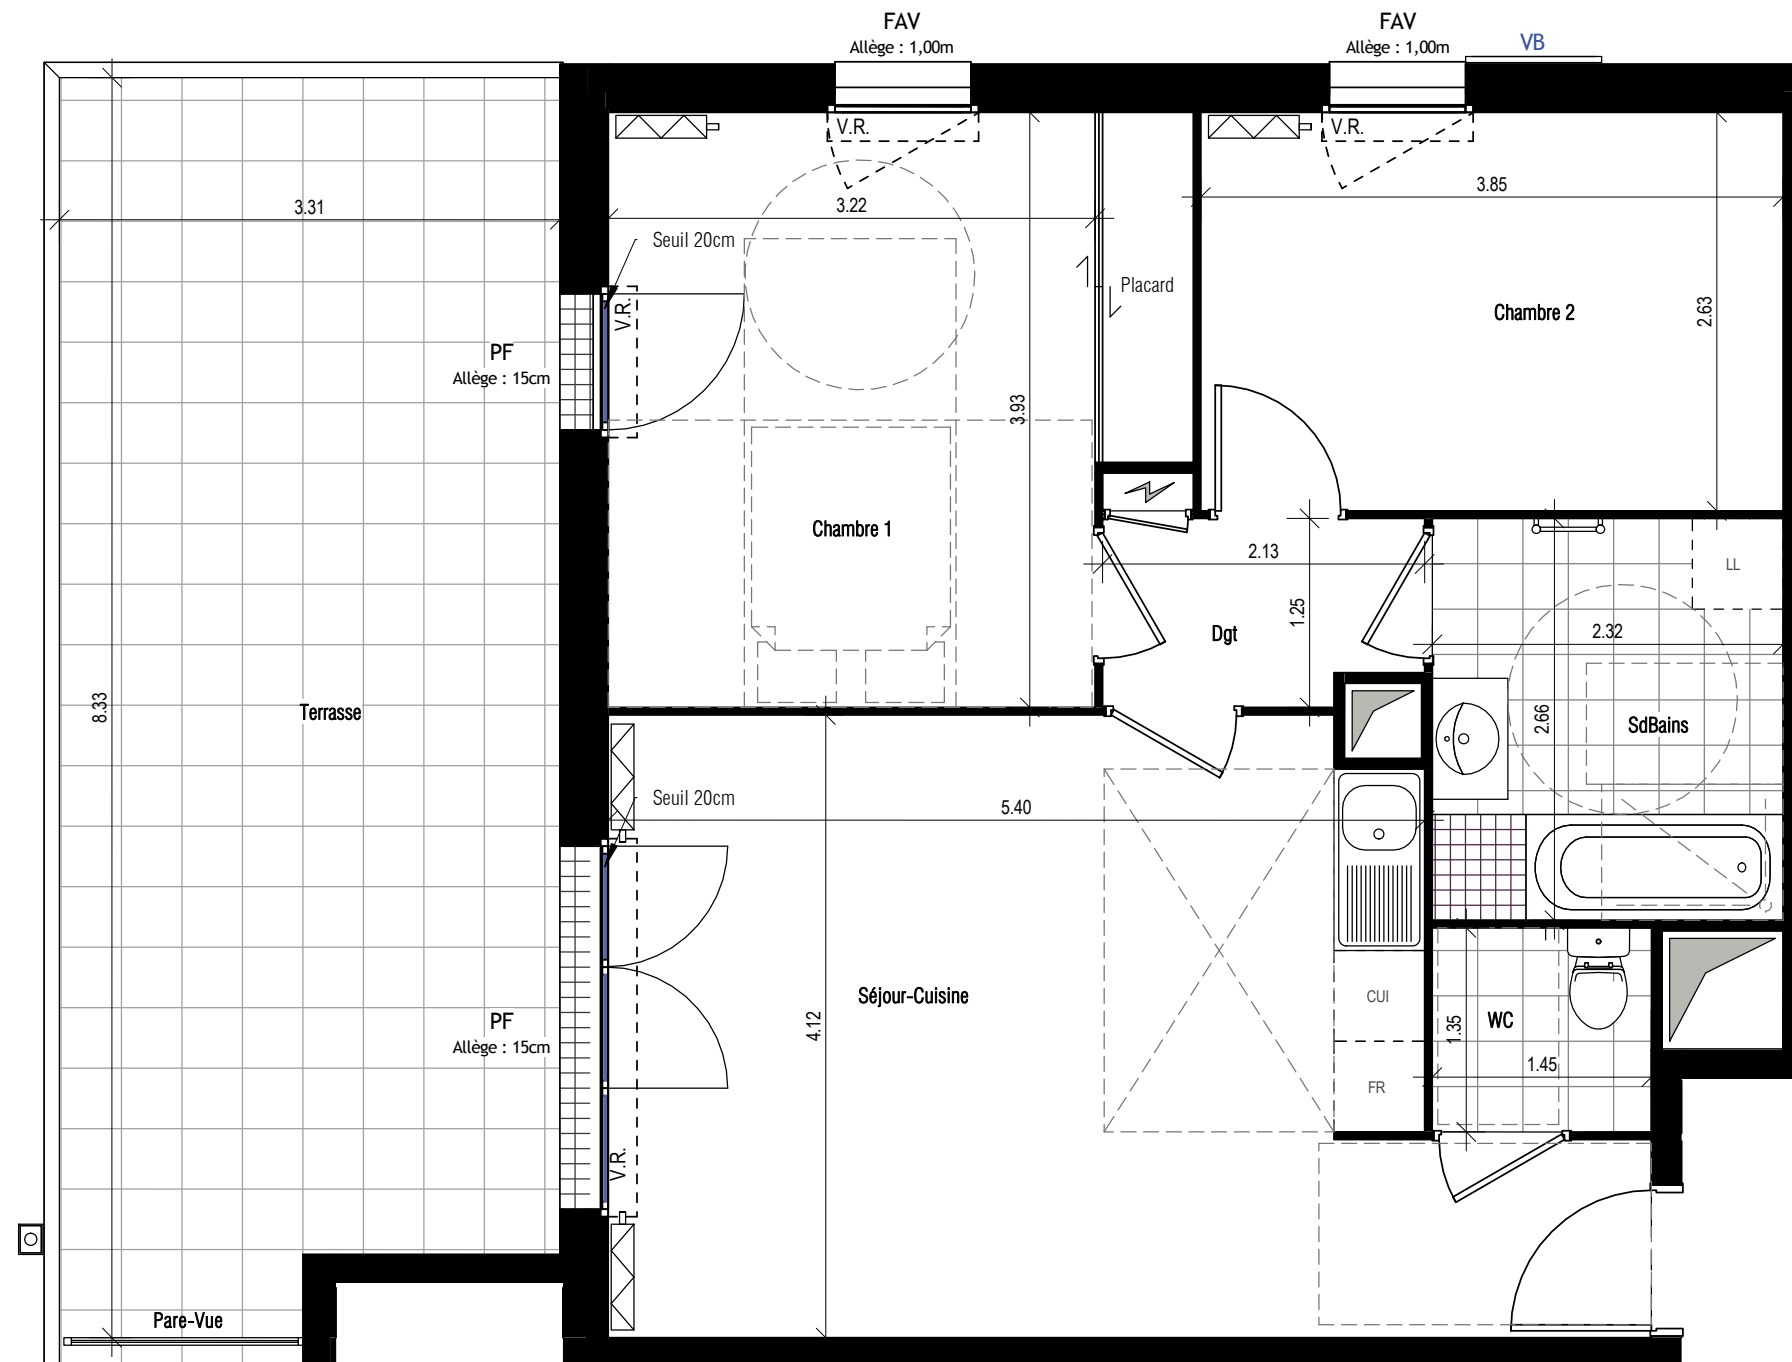 FAV
Allège : 1,00m
FAV
Allège : 1,00m
VB
V.R.
V.R.
3.31
3.22
3.85
Seuil 20cm
Placard
V.R.
Chambre 2
2.63
PF
Allège : 15cm
3.93
Chambre 1
2.13
LL
1.25
Dgt
2.32
8.33
Terrasse
2.66
SdBains
Seuil 20cm
5.40
Séjour-Cuisine
CUI
4.12
PF
Allège : 15cm
1.35
WC
1.45
FR
V.R.
Pare-Vue